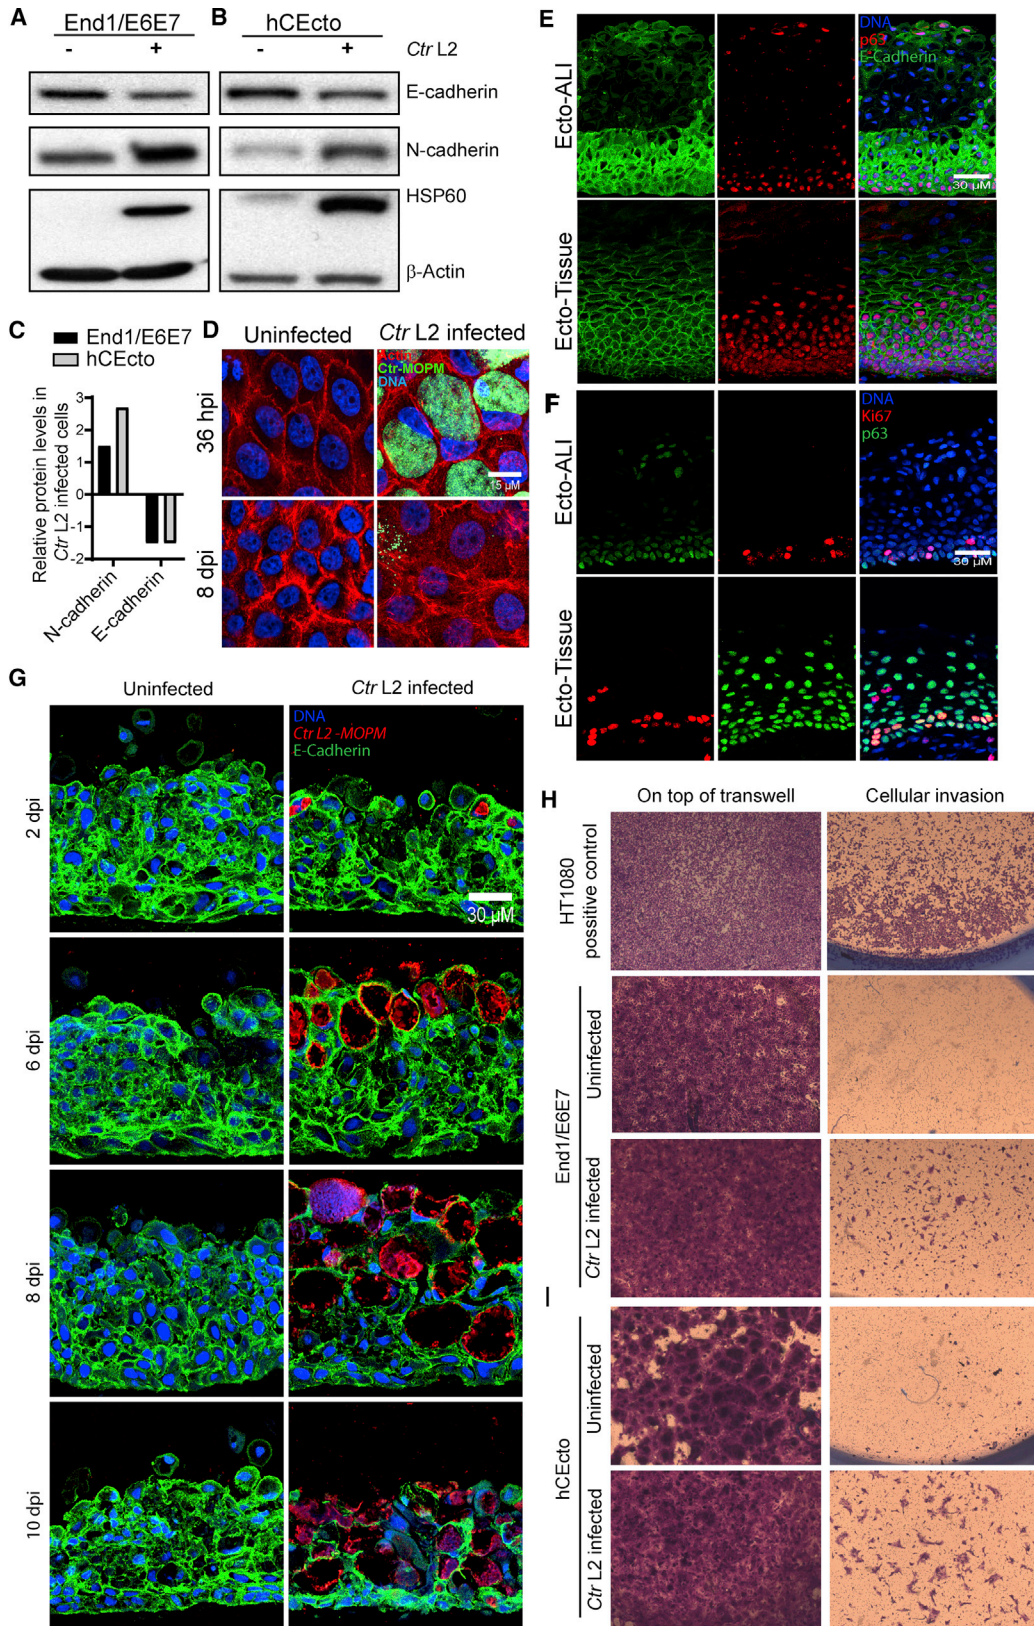 A
End1/E6E7
- +
B
hCEcto
- +
Ctr L2
E-cadherin
N-cadherin
HSP60
β-Actin
C
End1/E6E7
hCEcto
Relative protein levels in
Ctr L2 infected cells
3
2
1
0
-1
-2
N-cadherin
E-cadherin
D
Uninfected
Ctr L2 infected
36 hpi
8 dpi
Actin
Ctr-MOPM
DNA
15 µM
E
Ecto-ALI
Ecto-Tissue
DNA
p63
E-Cadherin
30 µM
F
Ecto-ALI
Ecto-Tissue
DNA
Ki67
p63
30 µM
G
Uninfected
Ctr L2 infected
DNA
Ctr L2 -MOPM
E-Cadherin
2 dpi
30 µM
6 dpi
8 dpi
10 dpi
H
On top of transwell
Cellular invasion
HT1080
possitive control
End1/E6E7
Uninfected
Ctr L2 infected
I
hCEcto
Uninfected
Ctr L2 infected